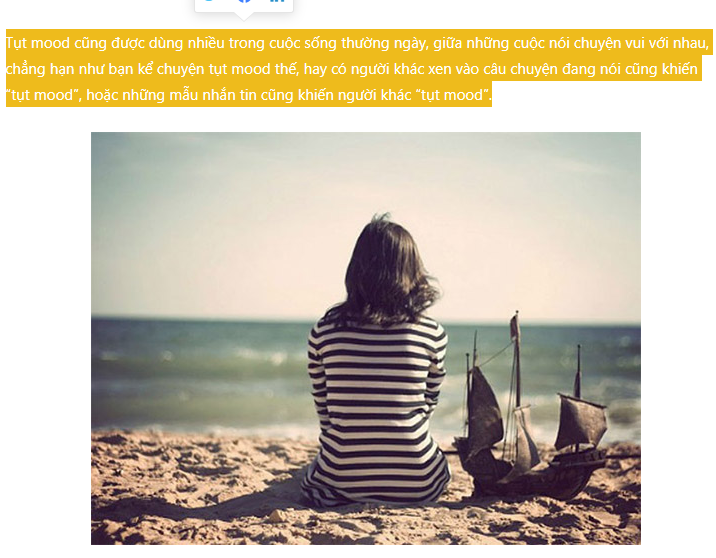 Tụt mood cũng được dùng nhiều trong cuộc sống thường ngày, giữa những cuộc nói chuyện vui với nhau,
chẳng hạn như bạn kể chuyện tụt mood thế, hay có người khác xen vào câu chuyện đang nói cũng khiến
“tụt mood”, hoặc những mẫu nhắn tin cũng khiến người khác “tụt mood”.